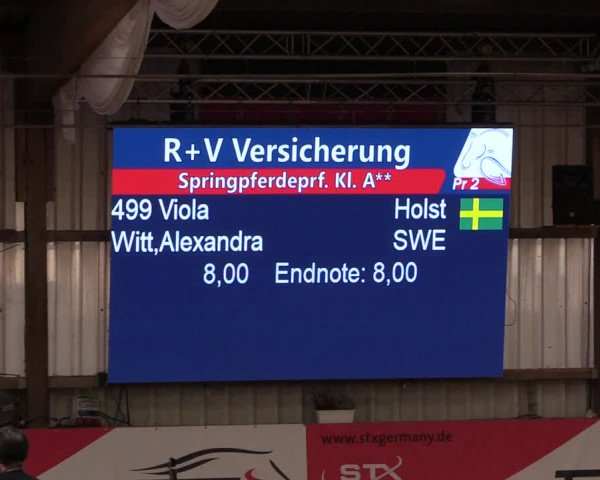 R+V Versicherung
Springpferdeprf. Kl. A** Pr 2
499 Viola Holst
Witt,Alexandra SWE
8,00 Endnote: 8,00
www.stxgermany.de
STX